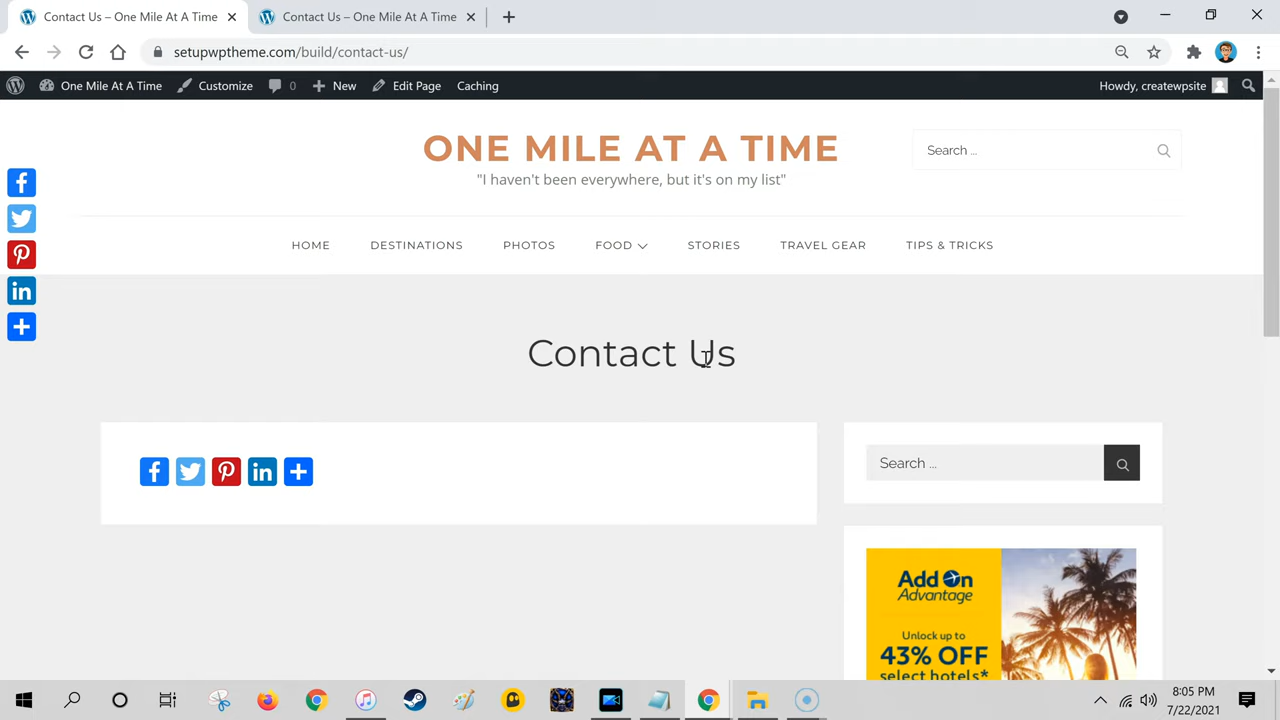 Contact Us – One Mile At A Time
Contact Us – One Mile At A Time
setupwptheme.com/build/contact-us/
One Mile At A Time
Customize
0
New
Edit Page
Caching
Howdy, createwpsite
ONE MILE AT A TIME
"I haven't been everywhere, but it's on my list"
Search ...
HOME
DESTINATIONS
PHOTOS
FOOD
STORIES
TRAVEL GEAR
TIPS & TRICKS
Contact Us
Search ...
Add On
Advantage
Unlock up to
43% OFF
select hotels*
8:05 PM
7/22/2021